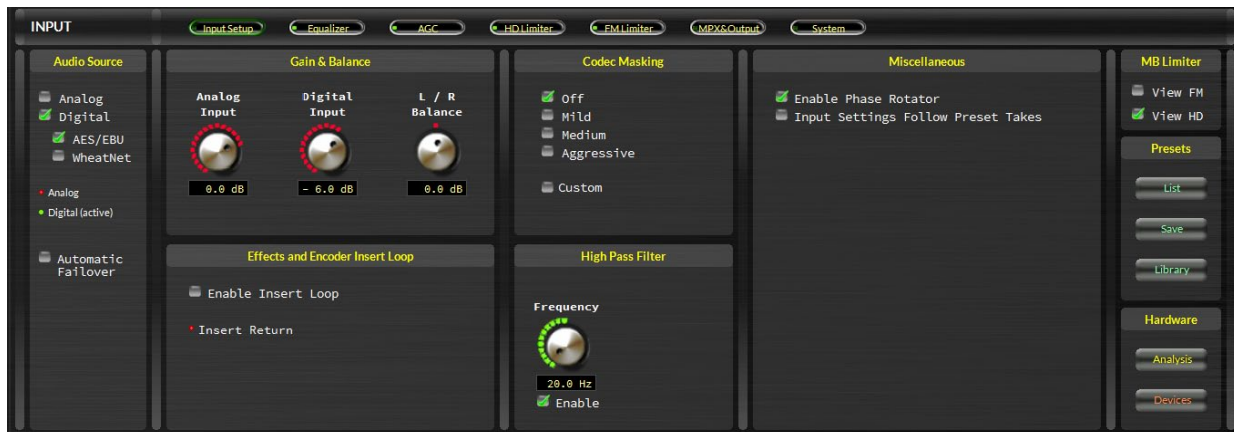 INPUT
Input Setup
Equalizer
AGC
HD Limiter
FM Limiter
MPX&Output
System
Audio Source
Analog
Digital
AES/EBU
WheatNet
Analog
Digital (active)
Automatic
Failover
Gain & Balance
Analog
Input
0.0 dB
Digital
Input
- 6.0 dB
L / R
Balance
0.0 dB
Effects and Encoder Insert Loop
Enable Insert Loop
Insert Return
Codec Masking
Off
Mild
Medium
Aggressive
Custom
High Pass Filter
Frequency
20.0 Hz
Enable
Miscellaneous
Enable Phase Rotator
Input Settings Follow Preset Takes
MB Limiter
View FM
View HD
Presets
List
Save
Library
Hardware
Analysis
Devices